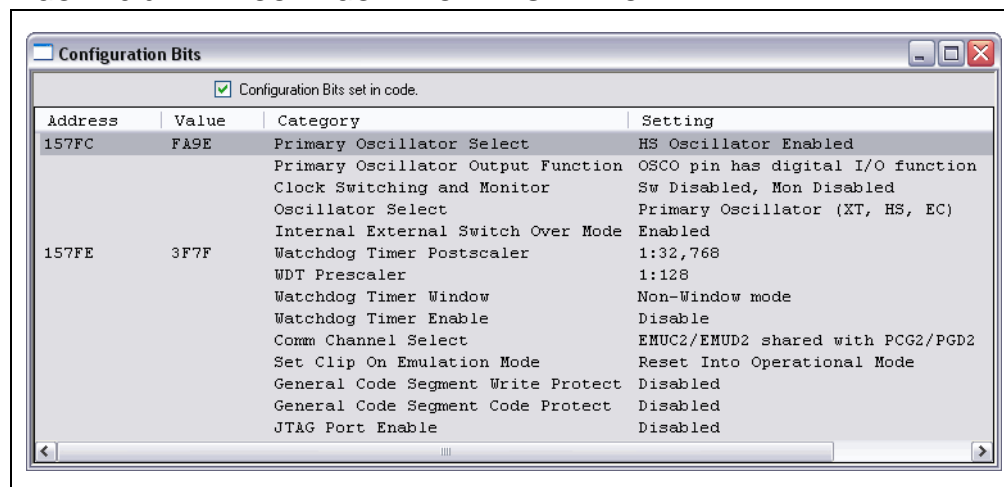 Configuration Bits
Configuration Bits set in code.
Address Value Category Setting
157FC FA9E Primary Oscillator Select HS Oscillator Enabled
Primary Oscillator Output Function OSCO pin has digital I/O function
Clock Switching and Monitor Sw Disabled, Mon Disabled
Oscillator Select Primary Oscillator (XT, HS, EC)
Internal External Switch Over Mode Enabled
157FE 3F7F Watchdog Timer Postscaler 1:32,768
WDT Prescaler 1:128
Watchdog Timer Window Non-Window mode
Watchdog Timer Enable Disable
Comm Channel Select EMUC2/EMUD2 shared with PCG2/PGD2
Set Clip On Emulation Mode Reset Into Operational Mode
General Code Segment Write Protect Disabled
General Code Segment Code Protect Disabled
JTAG Port Enable Disabled